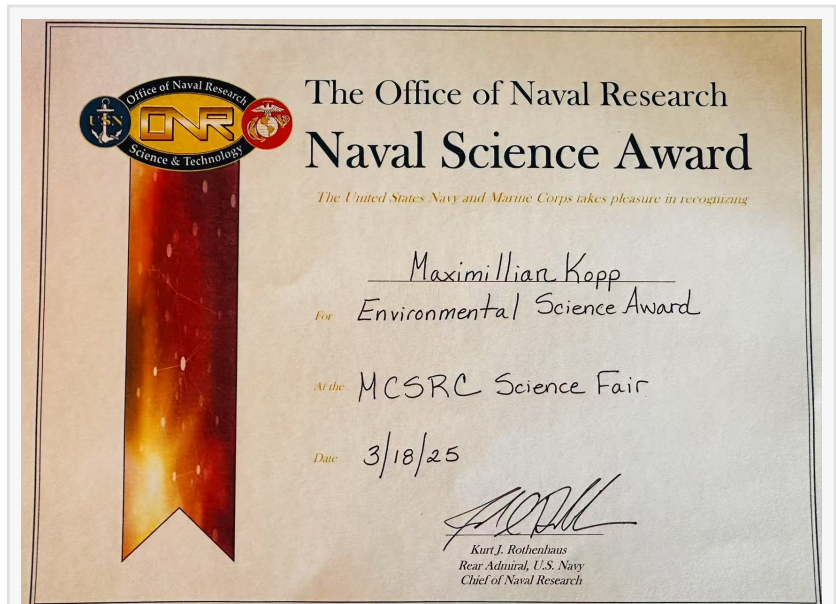 Office of Naval Research
USN
ONR
Science & Technology
The Office of Naval Research
Naval Science Award
The United States Navy and Marine Corps takes pleasure in recognizing
Maximillian Kopp
For Environmental Science Award
At the MCSRC Science Fair
Date 3/18/25
Kurt J. Rothenhaus
Rear Admiral, U.S. Navy
Chief of Naval Research